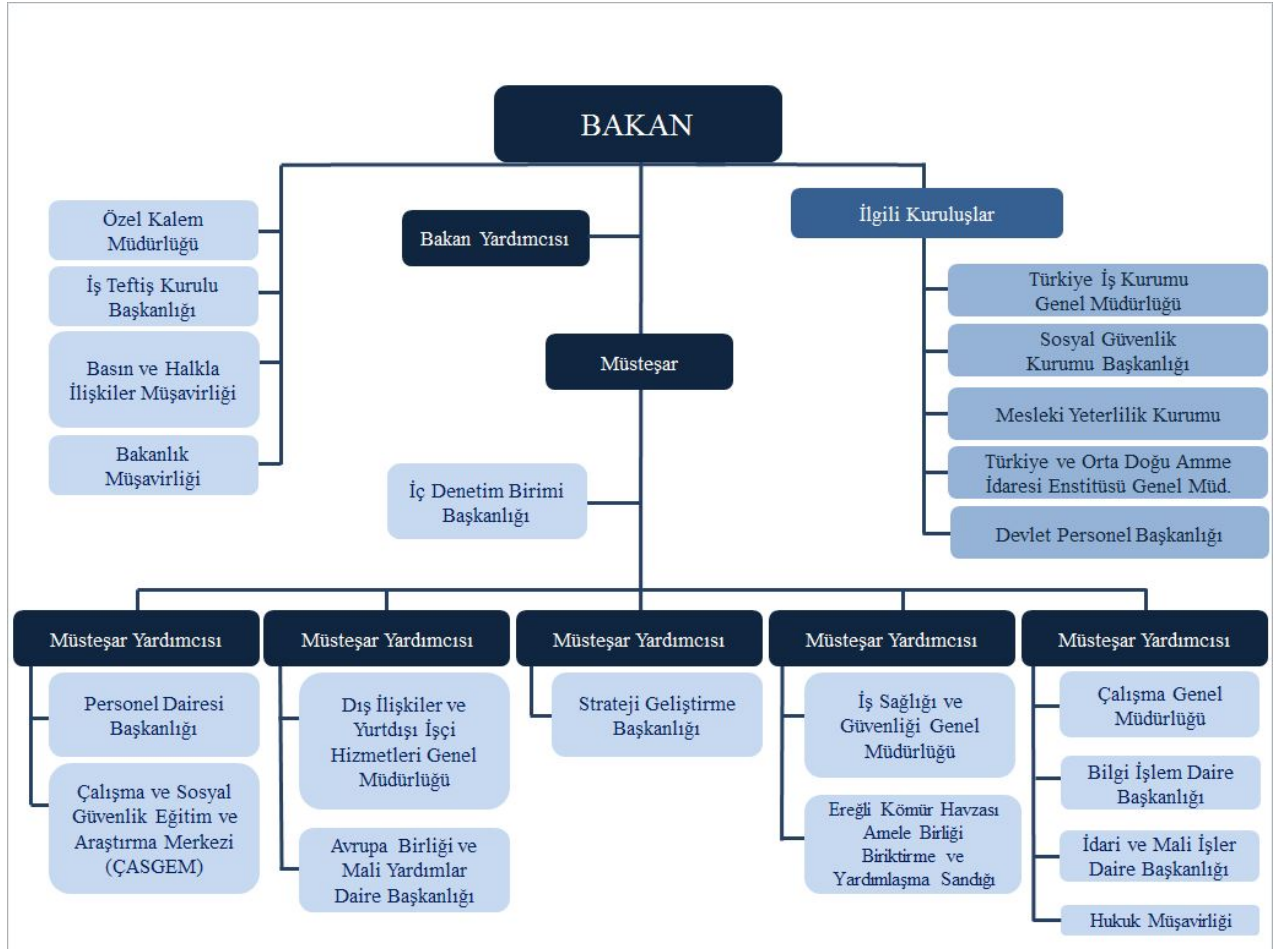 BAKAN
Özel Kalem
Müdürlüğü
İş Teftiş Kurulu
Başkanlığı
Basın ve Halkla
İlişkiler Müşavirliği
Bakanlık
Müşavirliği
Bakan Yardımcısı
Müsteşar
İç Denetim Birimi
Başkanlığı
İlgili Kuruluşlar
Türkiye İş Kurumu
Genel Müdürlüğü
Sosyal Güvenlik
Kurumu Başkanlığı
Mesleki Yeterlilik Kurumu
Türkiye ve Orta Doğu Amme
İdaresi Enstitüsü Genel Müd.
Devlet Personel Başkanlığı
Müsteşar Yardımcısı
Personel Dairesi
Başkanlığı
Çalışma ve Sosyal
Güvenlik Eğitim ve
Araştırma Merkezi
(ÇASGEM)
Müsteşar Yardımcısı
Dış İlişkiler ve
Yurtdışı İşçi
Hizmetleri Genel
Müdürlüğü
Avrupa Birliği ve
Mali Yardımlar
Daire Başkanlığı
Müsteşar Yardımcısı
Strateji Geliştirme
Başkanlığı
Müsteşar Yardımcısı
İş Sağlığı ve
Güvenliği Genel
Müdürlüğü
Ereğli Kömür Havzası
Amele Birliği
Biriktirme ve
Yardımlaşma Sandığı
Müsteşar Yardımcısı
Çalışma Genel
Müdürlüğü
Bilgi İşlem Daire
Başkanlığı
İdari ve Mali İşler
Daire Başkanlığı
Hukuk Müşavirliği